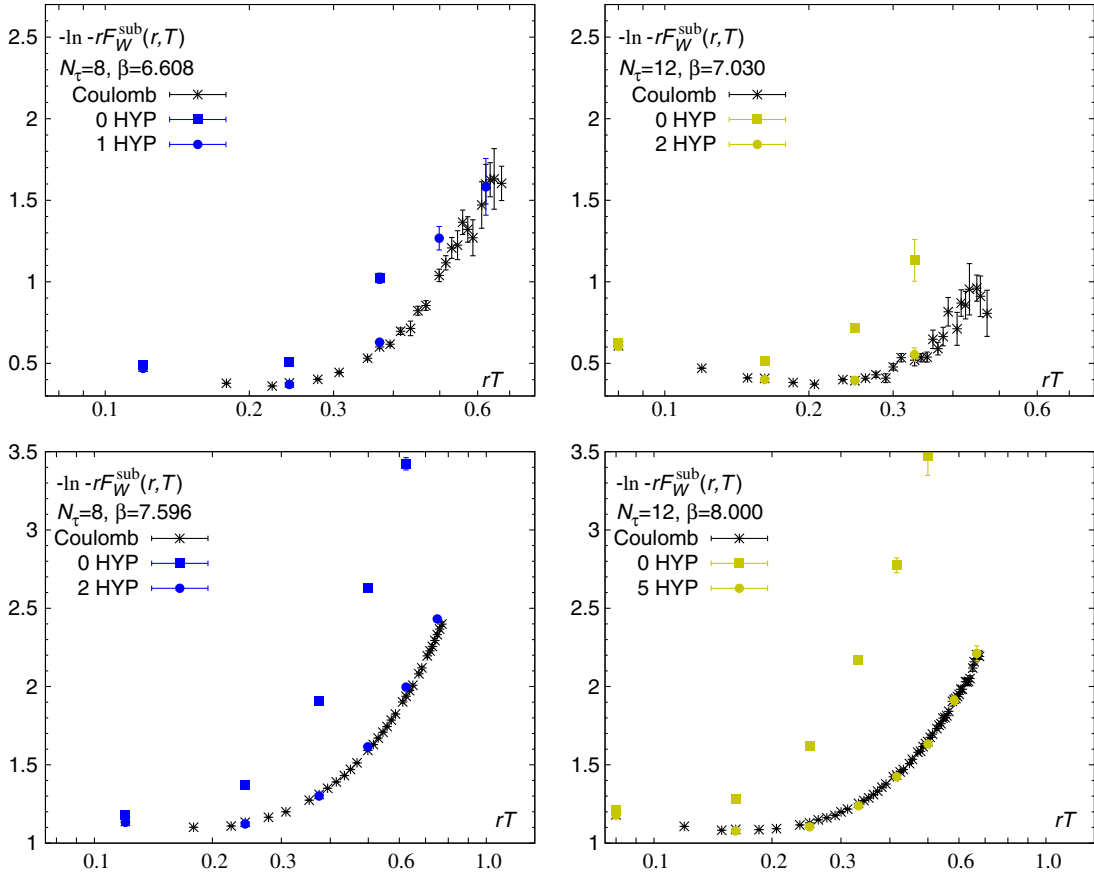 2.5
2
1.5
1
0.5
-ln -rF_W^sub(r,T)
N_τ=8, β=6.608
Coulomb
0 HYP
1 HYP
rT
0.1 0.2 0.3 0.6
2.5
2
1.5
1
0.5
-ln -rF_W^sub(r,T)
N_τ=12, β=7.030
Coulomb
0 HYP
2 HYP
rT
0.1 0.2 0.3 0.6
3.5
3
2.5
2
1.5
1
-ln -rF_W^sub(r,T)
N_τ=8, β=7.596
Coulomb
0 HYP
2 HYP
rT
0.1 0.2 0.3 0.6 1.0
3.5
3
2.5
2
1.5
1
-ln -rF_W^sub(r,T)
N_τ=12, β=8.000
Coulomb
0 HYP
5 HYP
rT
0.1 0.2 0.3 0.6 1.0